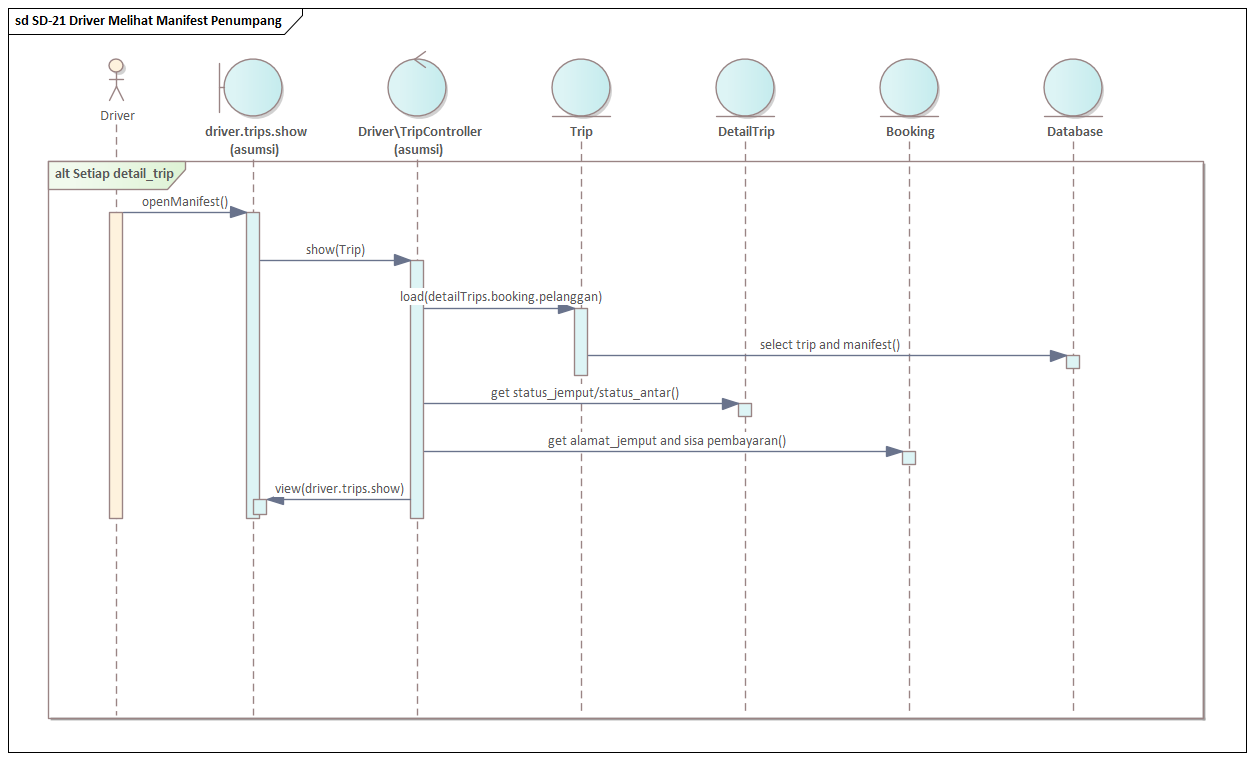 sd SD-21 Driver Melihat Manifest Penumpang
Driver
driver.trips.show
(asumsi)
Driver\TripController
(asumsi)
Trip
DetailTrip
Booking
Database
alt Setiap detail_trip
openManifest()
show(Trip)
load(detailTrips.booking.pelanggan)
select trip and manifest()
get status_jemput/status_antar()
get alamat_jemput and sisa pembayaran()
view(driver.trips.show)